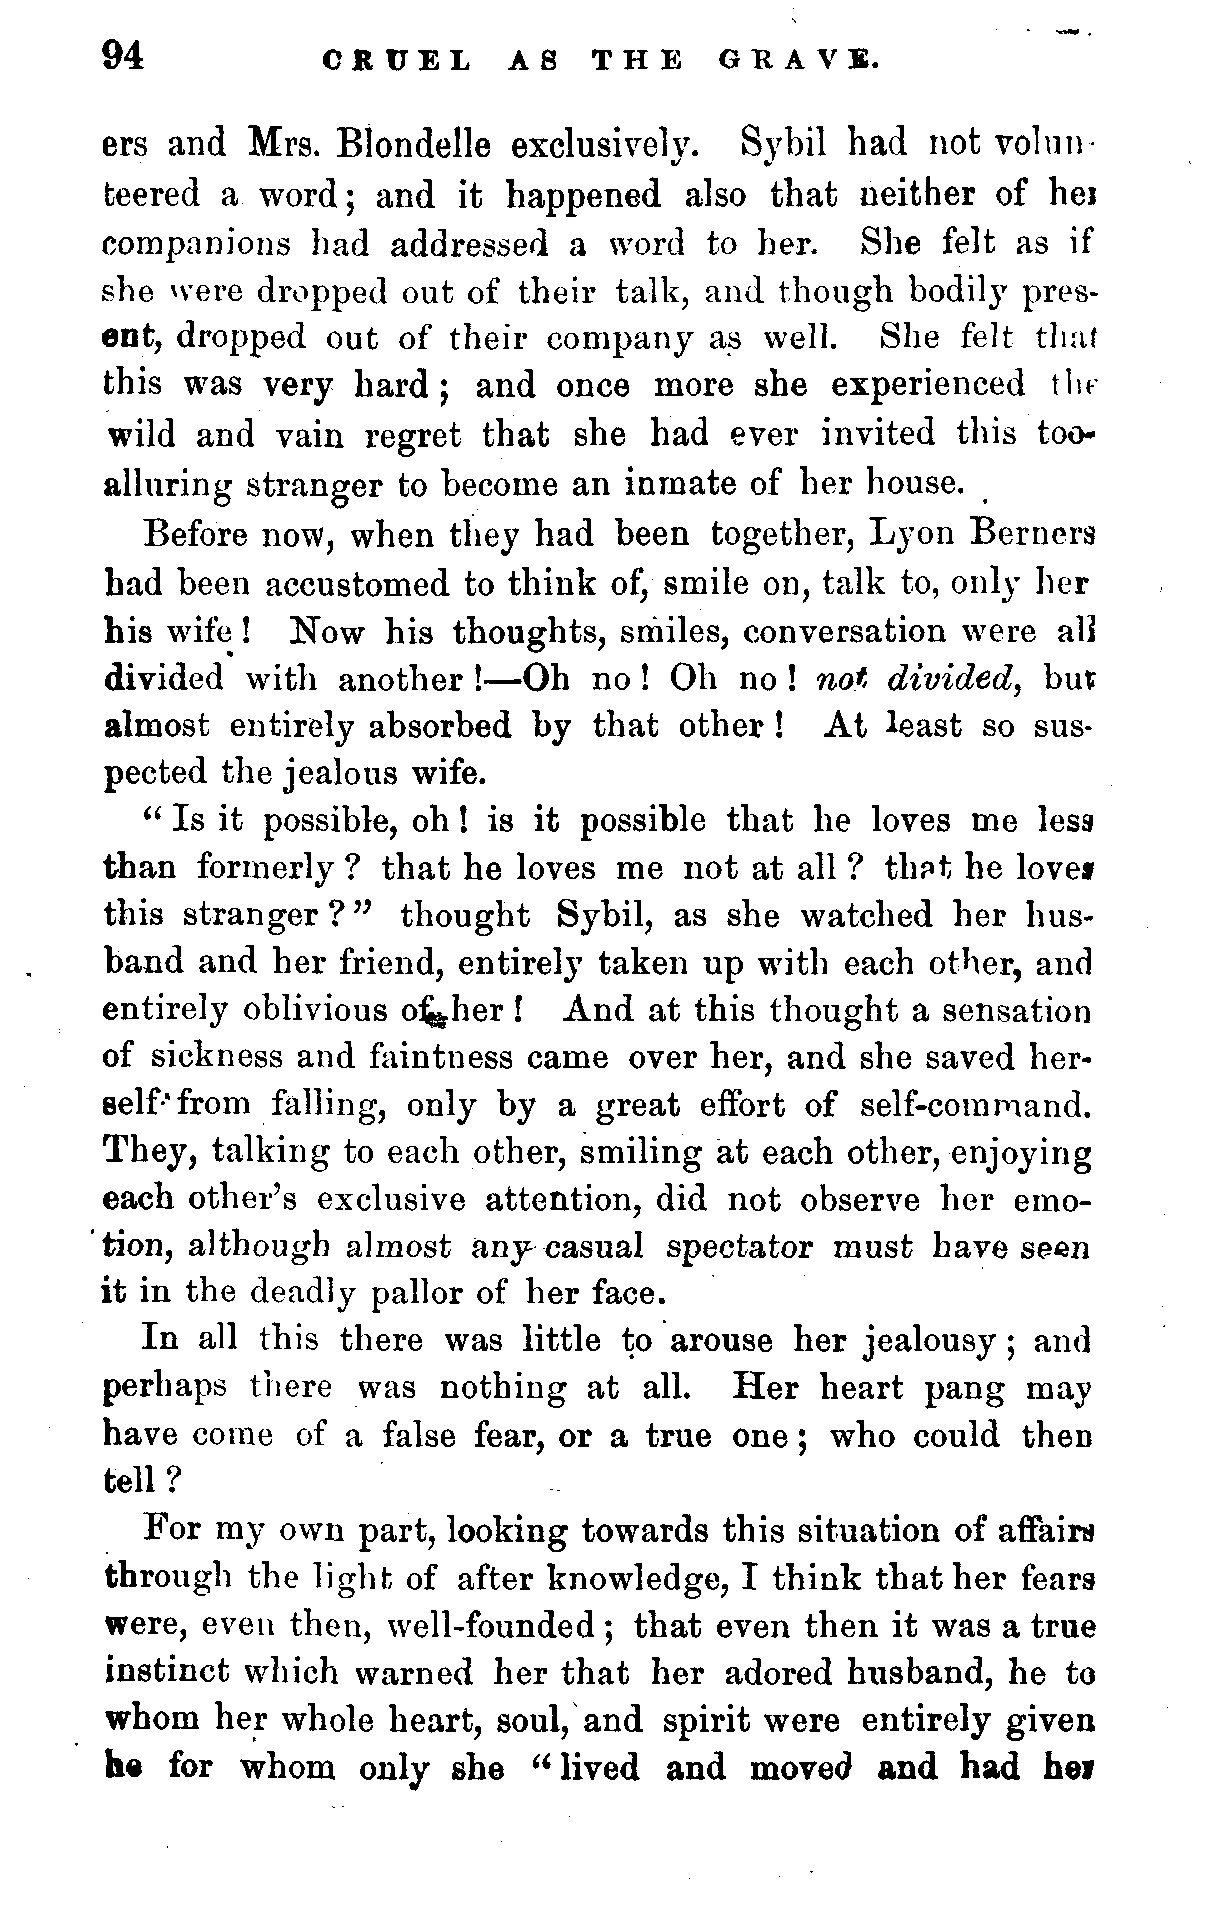 94 CRUEL AS THE GRAVE.
ers and Mrs. Blondelle exclusively. Sybil had not volun-
teered a word; and it happened also that neither of her
companions had addressed a word to her. She felt as if
she were dropped out of their talk, and though bodily pres-
ent, dropped out of their company as well. She felt that
this was very hard; and once more she experienced the
wild and vain regret that she had ever invited this too-
alluring stranger to become an inmate of her house.
Before now, when they had been together, Lyon Berners
had been accustomed to think of, smile on, talk to, only her
his wife! Now his thoughts, smiles, conversation were all
divided with another!—Oh no! Oh no! not divided, but
almost entirely absorbed by that other! At least so sus-
pected the jealous wife.
"Is it possible, oh! is it possible that he loves me less
than formerly? that he loves me not at all? that he loves
this stranger?" thought Sybil, as she watched her hus-
band and her friend, entirely taken up with each other, and
entirely oblivious of her! And at this thought a sensation
of sickness and faintness came over her, and she saved her-
self from falling, only by a great effort of self-command.
They, talking to each other, smiling at each other, enjoying
each other's exclusive attention, did not observe her emo-
tion, although almost any casual spectator must have seen
it in the deadly pallor of her face.
In all this there was little to arouse her jealousy; and
perhaps there was nothing at all. Her heart pang may
have come of a false fear, or a true one; who could then
tell?
For my own part, looking towards this situation of affairs
through the light of after knowledge, I think that her fears
were, even then, well-founded; that even then it was a true
instinct which warned her that her adored husband, he to
whom her whole heart, soul, and spirit were entirely given
he for whom only she "lived and moved and had her